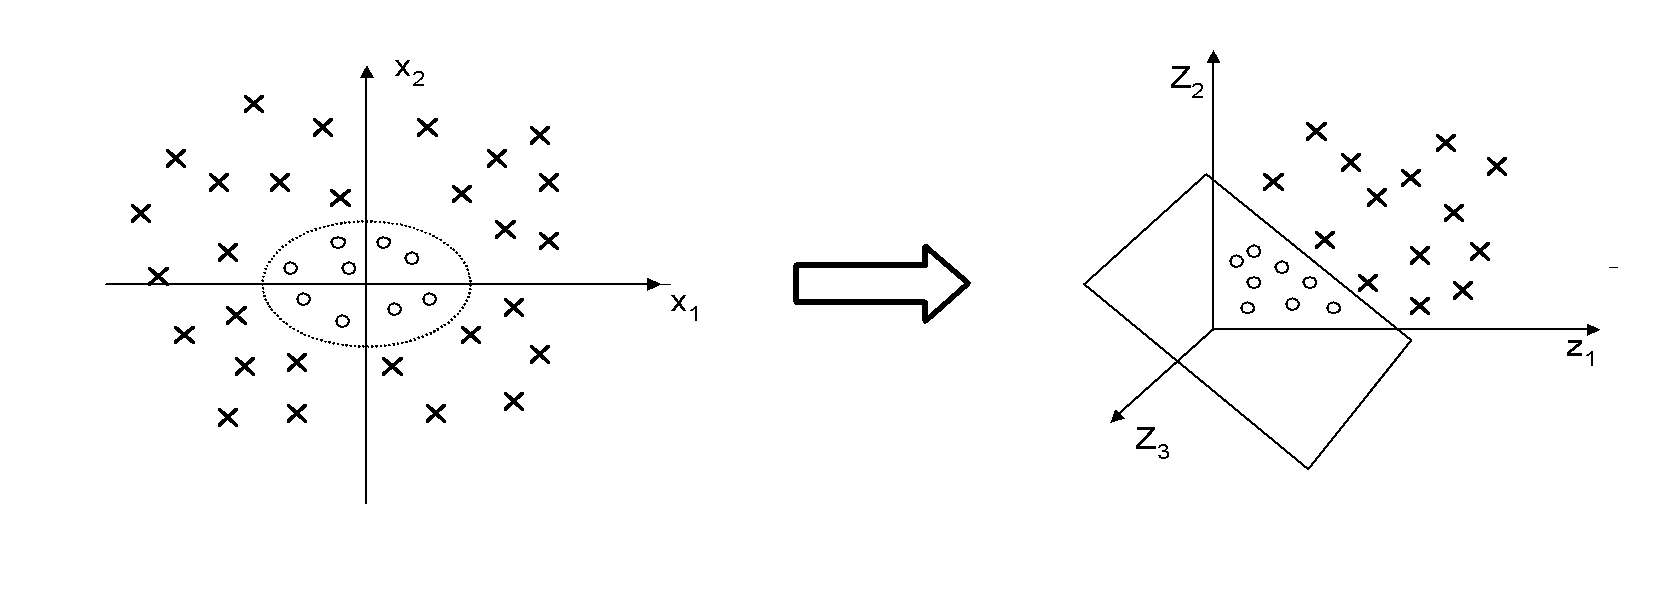 x₂
x₁
Z₂
z₁
Z₃